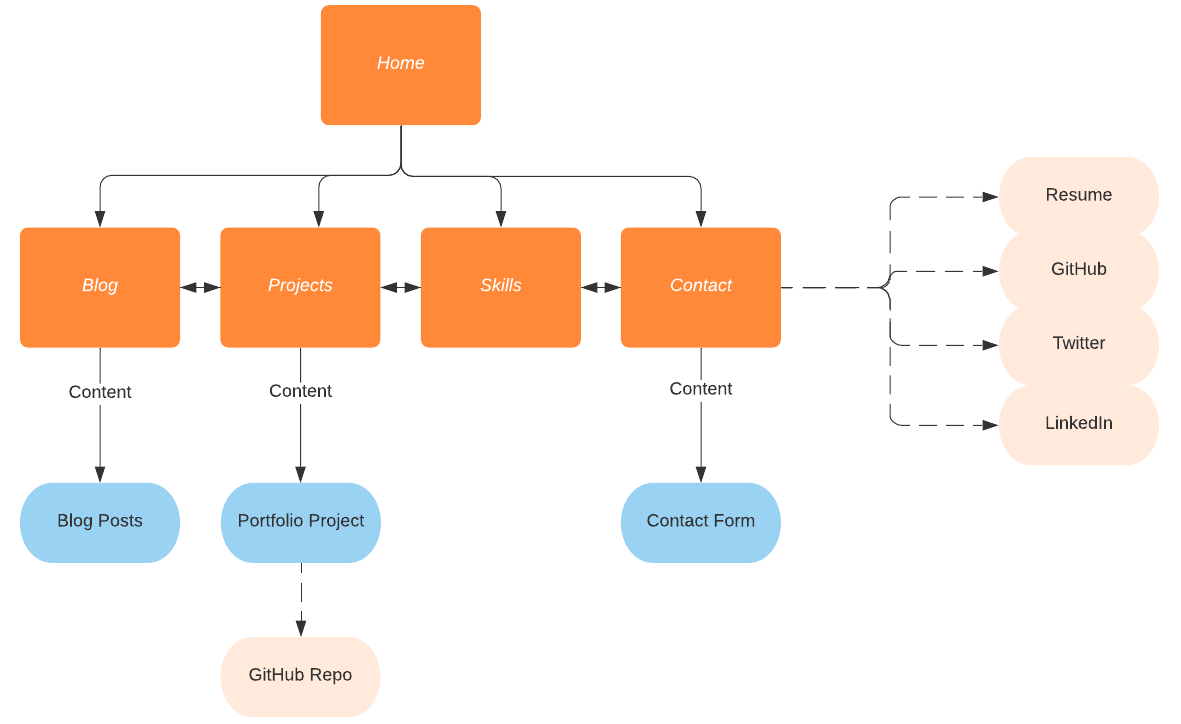 Home
Blog
Projects
Skills
Contact
Resume
GitHub
Twitter
LinkedIn
Content
Content
Content
Blog Posts
Portfolio Project
Contact Form
GitHub Repo